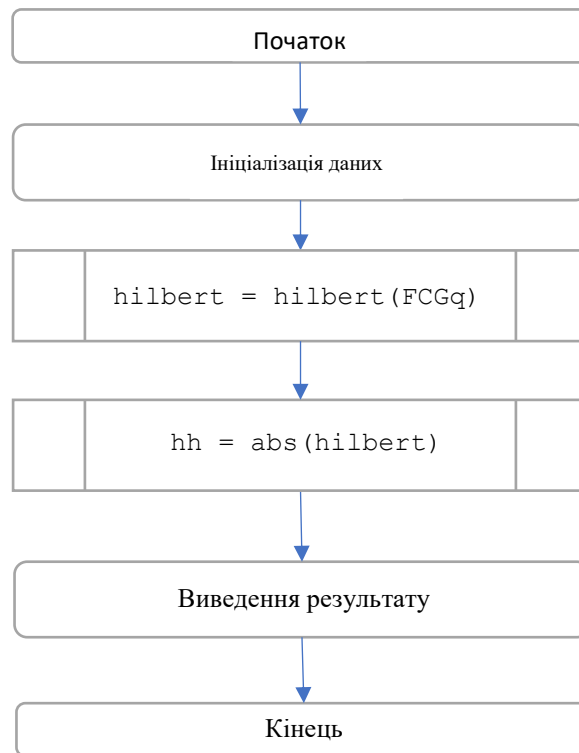 Початок
Ініціалізація даних
hilbert = hilbert(FCGq)
hh = abs(hilbert)
Виведення результату
Кінець